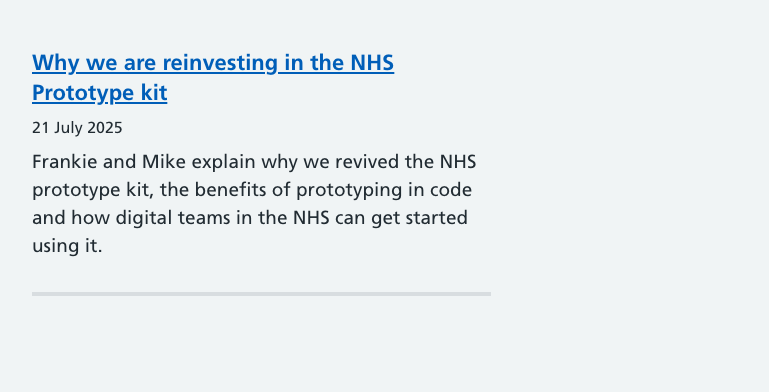 Why we are reinvesting in the NHS
Prototype kit
21 July 2025
Frankie and Mike explain why we revived the NHS
prototype kit, the benefits of prototyping in code
and how digital teams in the NHS can get started
using it.